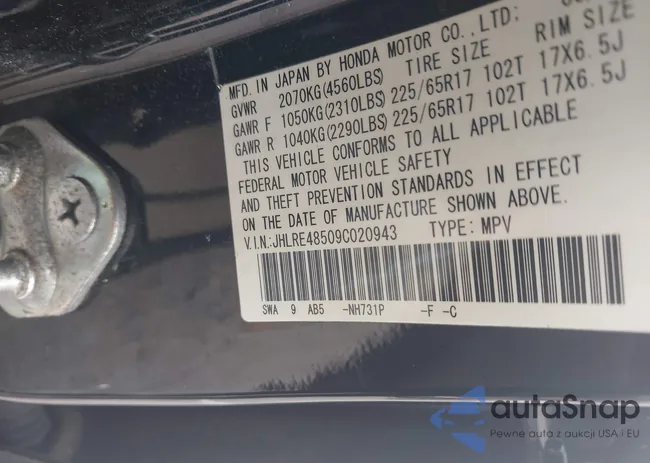 MFD. IN JAPAN BY HONDA MOTOR CO., LTD:
GVWR 2070KG(4560LBS) TIRE SIZE RIM SIZE
GAWR F 1050KG(2310LBS) 225/65R17 102T 17X6.5J
GAWR R 1040KG(2290LBS) 225/65R17 102T 17X6.5J
THIS VEHICLE CONFORMS TO ALL APPLICABLE
FEDERAL MOTOR VEHICLE SAFETY
AND THEFT PREVENTION STANDARDS IN EFFECT
ON THE DATE OF MANUFACTURE SHOWN ABOVE.
V.IN.:JHLRE48509C020943 TYPE: MPV
SWA 9 AB5 -NH731P -F -C
autaSnap
Pewne auto z aukcji USA i EU